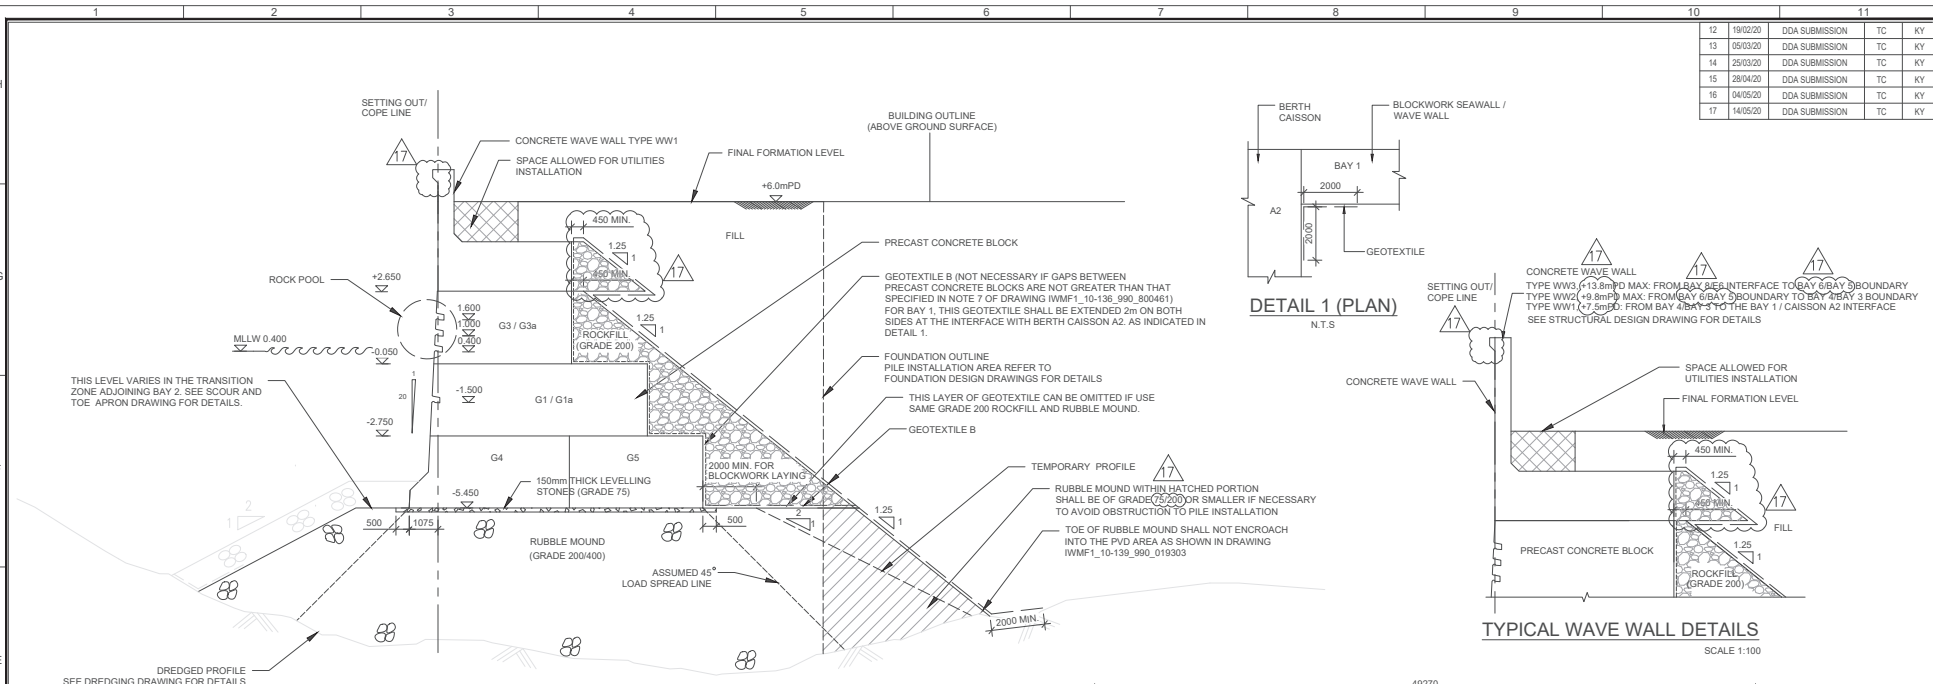 1 2 3 4 5 6 7 8 9 10 11
12 19/02/20 DDA SUBMISSION TC KY
13 05/03/20 DDA SUBMISSION TC KY
14 25/03/20 DDA SUBMISSION TC KY
15 28/04/20 DDA SUBMISSION TC KY
16 04/05/20 DDA SUBMISSION TC KY
17 14/05/20 DDA SUBMISSION TC KY
H
G
E
SETTING OUT/
COPE LINE
17
CONCRETE WAVE WALL TYPE WW1
SPACE ALLOWED FOR UTILITIES
INSTALLATION
FINAL FORMATION LEVEL
BUILDING OUTLINE
(ABOVE GROUND SURFACE)
+6.0mPD
450 MIN.
1.25
1
450 MIN.
17
FILL
ROCK POOL
+2.650
1.600
1.000
0.400
MLLW 0.400
-0.050
-1.500
-2.750
-5.450
1
20
G3 / G3a
ROCKFILL
(GRADE 200)
1.25
1
G1 / G1a
G4
G5
150mm THICK LEVELLING
STONES (GRADE 75)
2000 MIN. FOR
BLOCKWORK LAYING
THIS LEVEL VARIES IN THE TRANSITION
ZONE ADJOINING BAY 2. SEE SCOUR AND
TOE APRON DRAWING FOR DETAILS.
2
1
500
1075
500
RUBBLE MOUND
(GRADE 200/400)
ASSUMED 45°
LOAD SPREAD LINE
2
1
1.25
1
2000 MIN.
DREDGED PROFILE
SEE DREDGING DRAWING FOR DETAILS
PRECAST CONCRETE BLOCK
GEOTEXTILE B (NOT NECESSARY IF GAPS BETWEEN
PRECAST CONCRETE BLOCKS ARE NOT GREATER THAN THAT
SPECIFIED IN NOTE 7 OF DRAWING IWMF1_10-136_990_800461)
FOR BAY 1, THIS GEOTEXTILE SHALL BE EXTENDED 2m ON BOTH
SIDES AT THE INTERFACE WITH BERTH CAISSON A2. AS INDICATED IN
DETAIL 1.
FOUNDATION OUTLINE
PILE INSTALLATION AREA REFER TO
FOUNDATION DESIGN DRAWINGS FOR DETAILS
THIS LAYER OF GEOTEXTILE CAN BE OMITTED IF USE
SAME GRADE 200 ROCKFILL AND RUBBLE MOUND.
GEOTEXTILE B
TEMPORARY PROFILE
17
RUBBLE MOUND WITHIN HATCHED PORTION
SHALL BE OF GRADE 75/200 OR SMALLER IF NECESSARY
TO AVOID OBSTRUCTION TO PILE INSTALLATION
TOE OF RUBBLE MOUND SHALL NOT ENCROACH
INTO THE PVD AREA AS SHOWN IN DRAWING
IWMF1_10-139_990_019303
BERTH
CAISSON
BLOCKWORK SEAWALL /
WAVE WALL
BAY 1
2000
A2
2000
GEOTEXTILE
DETAIL 1 (PLAN)
N.T.S
17
17
17
SETTING OUT/
COPE LINE
17
CONCRETE WAVE WALL
TYPE WW3 (+13.8mPD MAX: FROM BAY 8/E6 INTERFACE TO BAY 6/BAY 5) BOUNDARY
TYPE WW2 (+9.8mPD MAX: FROM BAY 6/BAY 5) BOUNDARY TO BAY 4/BAY 3 BOUNDARY
TYPE WW1 (+7.5mPD: FROM BAY 4/BAY 3 TO THE BAY 1 / CAISSON A2 INTERFACE
SEE STRUCTURAL DESIGN DRAWING FOR DETAILS
CONCRETE WAVE WALL
SPACE ALLOWED FOR
UTILITIES INSTALLATION
FINAL FORMATION LEVEL
450 MIN.
1.25
1
450 MIN.
17
FILL
PRECAST CONCRETE BLOCK
1.25
1
ROCKFILL
(GRADE 200)
TYPICAL WAVE WALL DETAILS
SCALE 1:100
49270